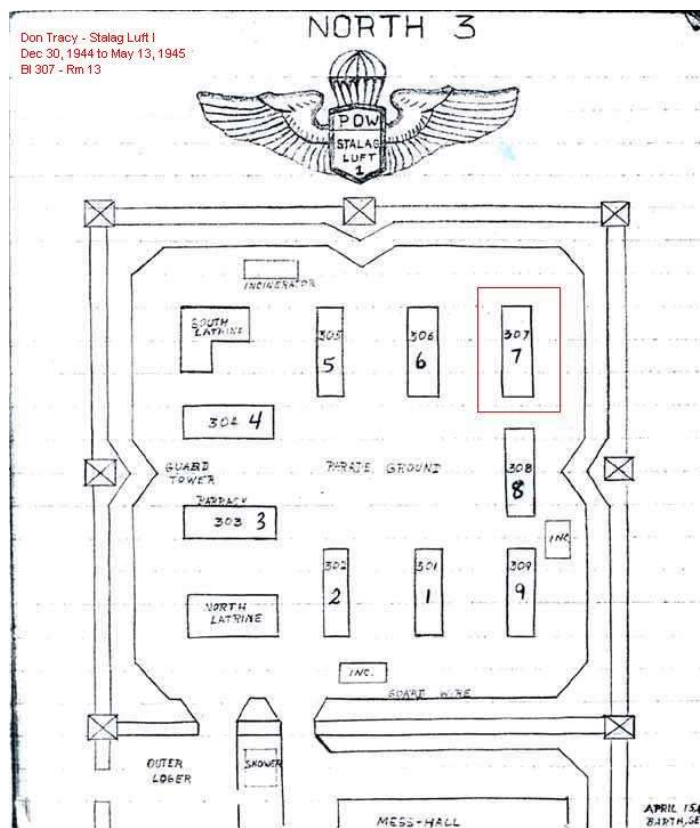 NORTH 3
Don Tracy - Stalag Luft I
Dec 30, 1944 to May 13, 1945
Bl 307 - Rm 13
POW
STALAG
LUFT
1
INCINERATOR
SOUTH
LATRINE
305
5
306
6
307
7
304 4
GUARD
TOWER
PARADE GROUND
308
8
303 3
INC.
302
2
301
1
309
9
NORTH
LATRINE
INC.
GUARD WIRE
OUTER
LOGER
SHOWER
MESS-HALL
APRIL